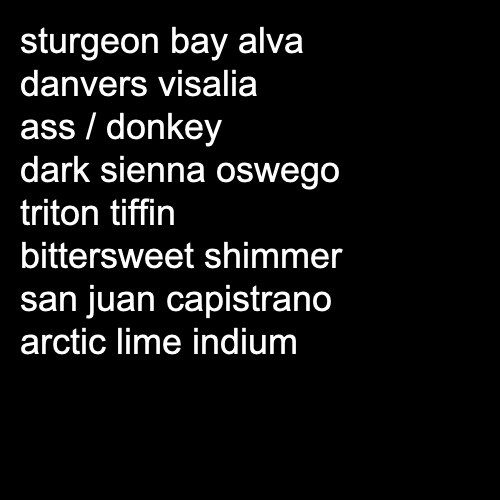 sturgeon bay alva
danvers visalia
ass / donkey
dark sienna oswego
triton tiffin
bittersweet shimmer
san juan capistrano
arctic lime indium